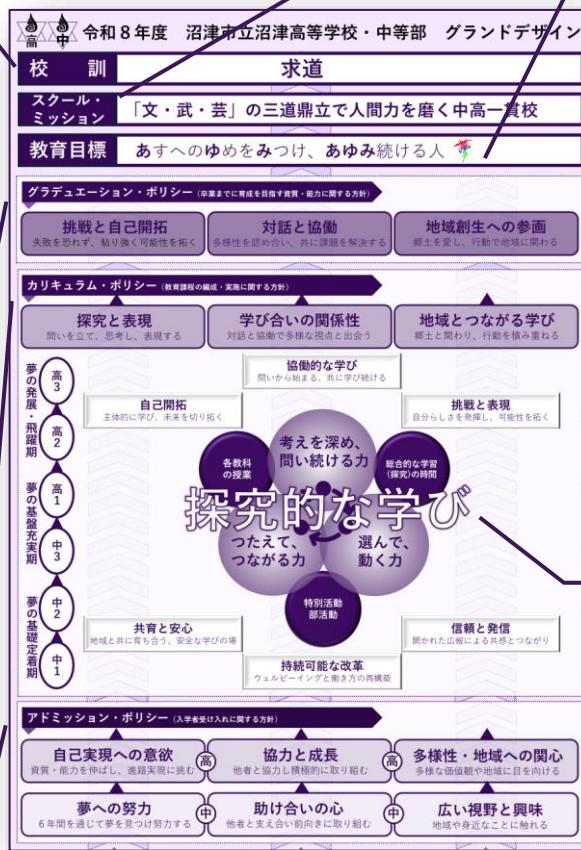 高 中 令和8年度 沼津市立沼津高等学校・中等部 グランドデザイン
校訓 求道
スクール・ミッション 「文・武・芸」の三道鼎立で人間力を磨く中高一貫校
教育目標 あすへのゆめをみつけ、あゆみ続ける人
グラデュエーション・ポリシー (卒業までに育成を目指す資質・能力に関する方針)
挑戦と自己開拓
失敗を恐れず、粘り強く可能性を拓く
対話と協働
多様性を認め合い、共に課題を解決する
地域創生への参画
郷土を愛し、行動で地域に関わる
カリキュラム・ポリシー (教育課程の編成・実施に関する方針)
探究と表現
問いを立て、思考し、表現する
学び合いの関係性
対話と協働で多様な視点と出会う
地域とつながる学び
郷土と関わり、行動を積み重ねる
夢の発展・飛躍期
高3
高2
夢の基盤充実期
高1
中3
夢の基礎定着期
中2
中1
協働的な学び
問いから始まる、共に学び続ける
自己開拓
主体的に学び、未来を切り拓く
挑戦と表現
自分らしさを発揮し、可能性を拓く
考えを深め、
問い続ける力
各教科
の授業
総合的な学習
(探究)の時間
探究的な学び
つたえて、
つながる力
選んで、
動く力
特別活動
部活動
共育と安心
地域と共に育ち合う、安全な学びの場
信頼と発信
開かれた広報による共感とつながり
持続可能な改革
ウェルビーイングと働き方の再構築
アドミッション・ポリシー (入学者受け入れに関する方針)
自己実現への意欲
資質・能力を伸ばし、進路実現に挑む
高
協力と成長
他者と協力し積極的に取り組む
高
多様性・地域への関心
多様な価値観や地域に目を向ける
夢への努力
6年間を通じて夢を見つけ努力する
中
助け合いの心
他者と支え合い前向きに取り組む
中
広い視野と興味
地域や身近なことに触れる